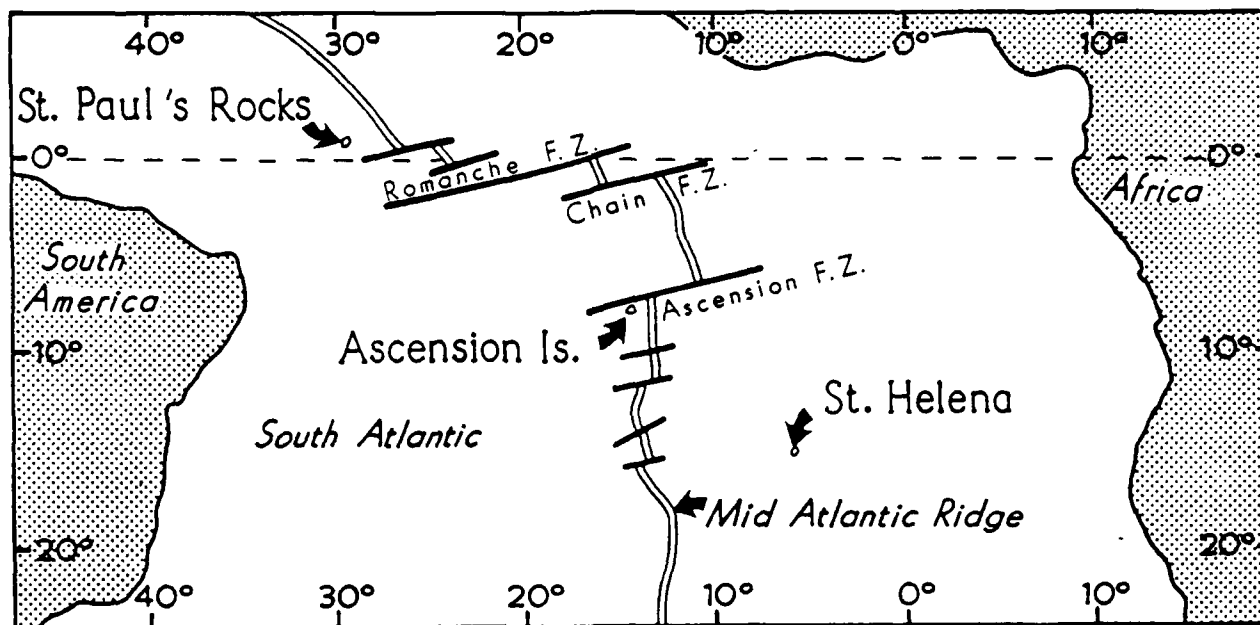 40° 30° 20° 10° 0° 10°
St. Paul's Rocks
0° 0°
Romanche F. Z.
Chain F. Z.
Africa
South
America
Ascension F. Z.
Ascension Is.
10° 10°
St. Helena
South Atlantic
Mid Atlantic Ridge
20° 20°
40° 30° 20° 10° 0° 10°